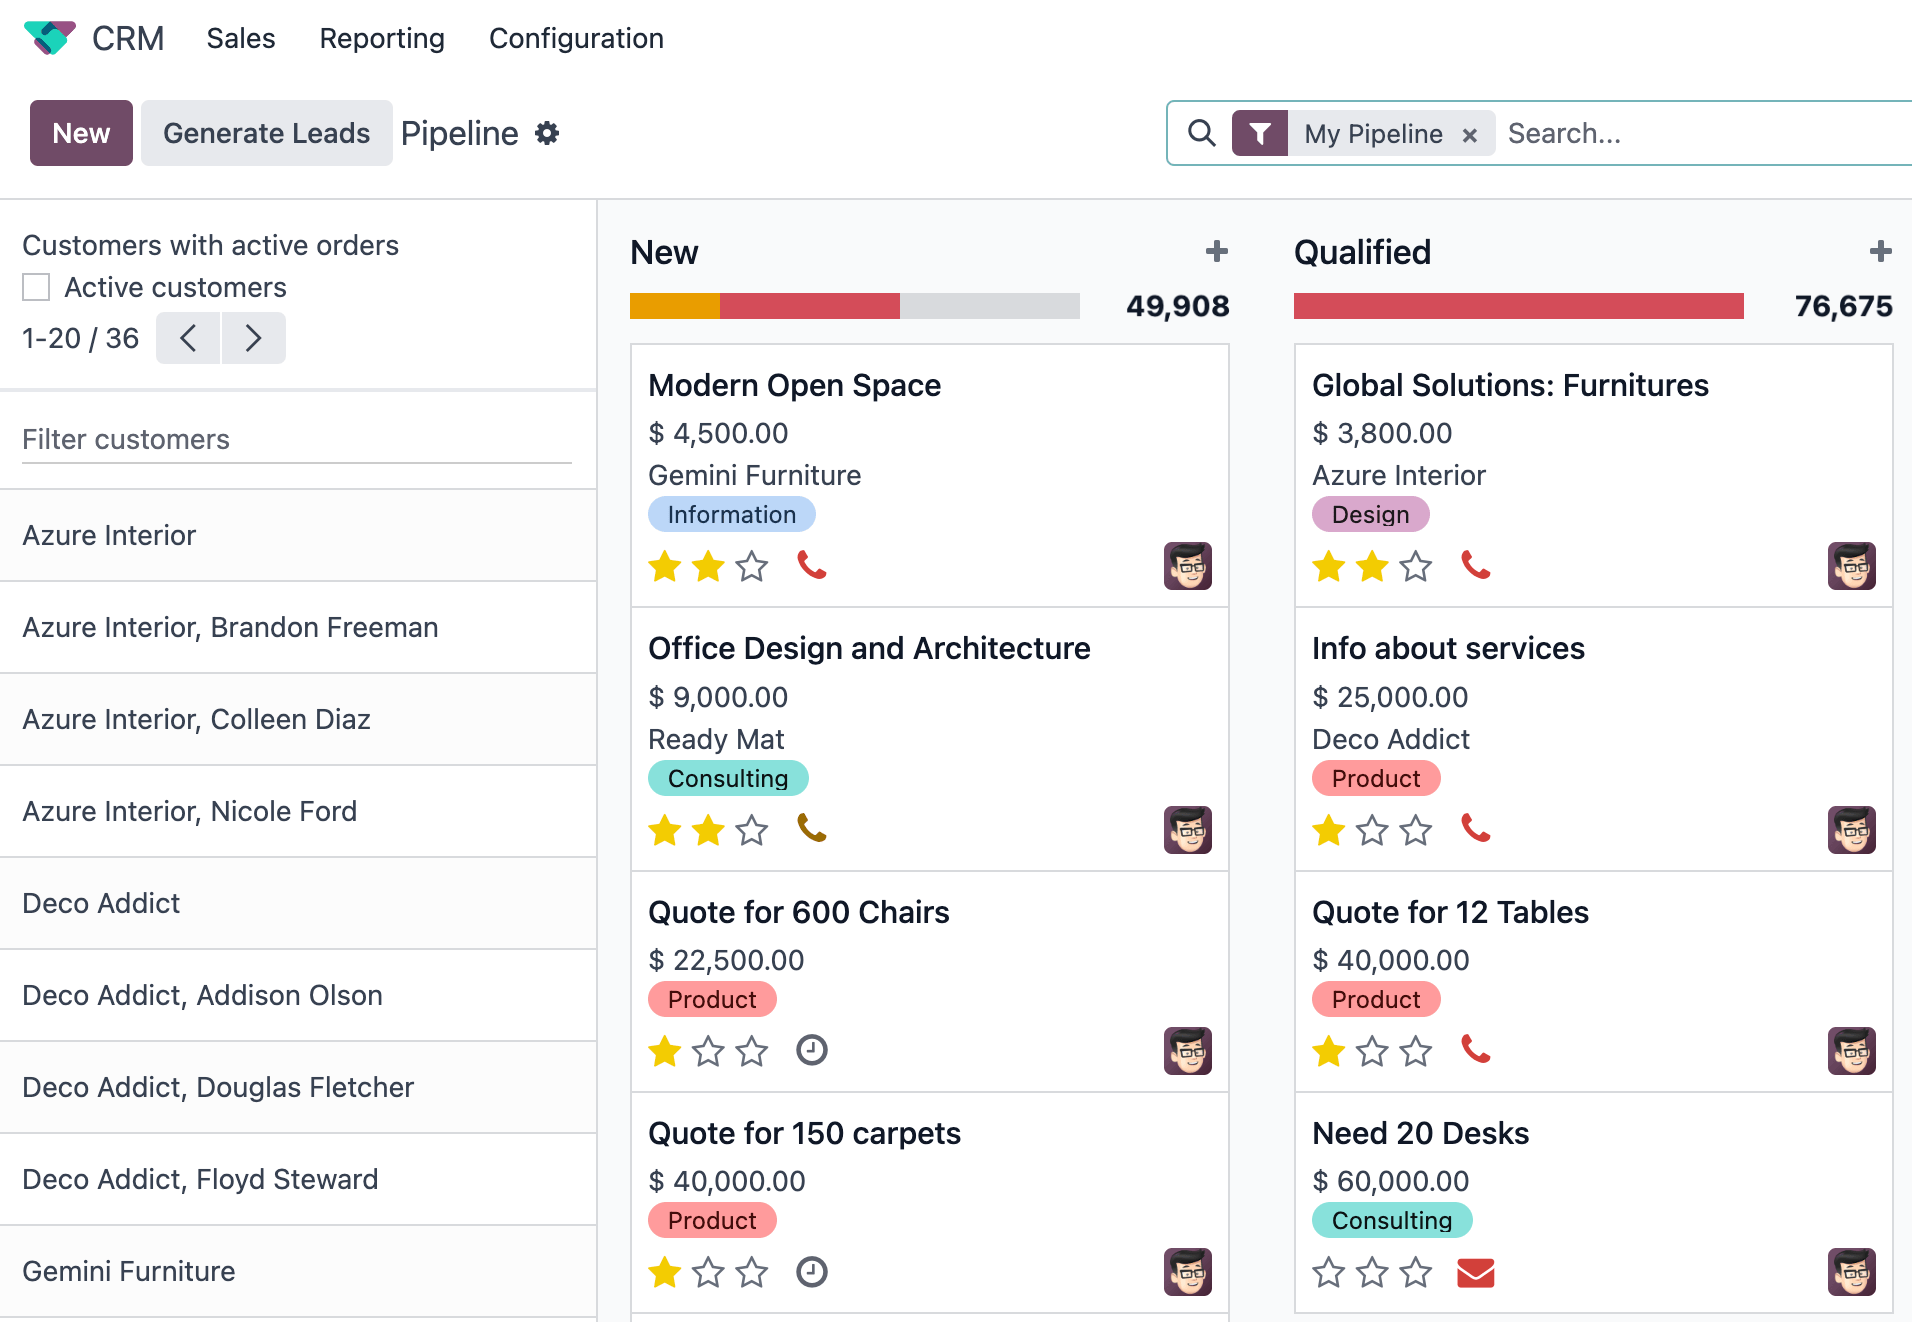 CRM Sales Reporting Configuration
New Generate Leads Pipeline
My Pipeline × Search...
Customers with active orders
Active customers
1-20 / 36
Filter customers
Azure Interior
Azure Interior, Brandon Freeman
Azure Interior, Colleen Diaz
Azure Interior, Nicole Ford
Deco Addict
Deco Addict, Addison Olson
Deco Addict, Douglas Fletcher
Deco Addict, Floyd Steward
Gemini Furniture
New
49,908
Modern Open Space
$ 4,500.00
Gemini Furniture
Information
Office Design and Architecture
$ 9,000.00
Ready Mat
Consulting
Quote for 600 Chairs
$ 22,500.00
Product
Quote for 150 carpets
$ 40,000.00
Product
Qualified
76,675
Global Solutions: Furnitures
$ 3,800.00
Azure Interior
Design
Info about services
$ 25,000.00
Deco Addict
Product
Quote for 12 Tables
$ 40,000.00
Product
Need 20 Desks
$ 60,000.00
Consulting